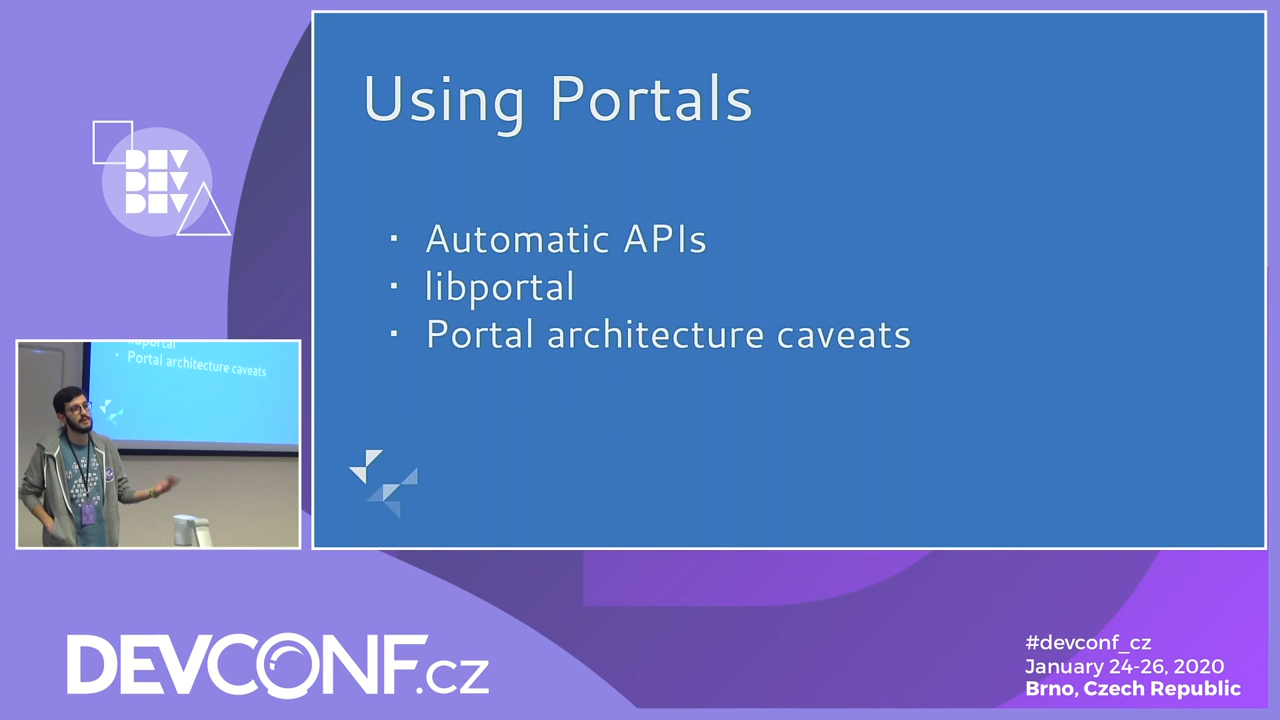 DEV
DEV
DEV
Using Portals
· Automatic APIs
· libportal
· Portal architecture caveats
libportal
· Portal architecture caveats
DEVCONF.cz
#devconf_cz
January 24-26, 2020
Brno, Czech Republic